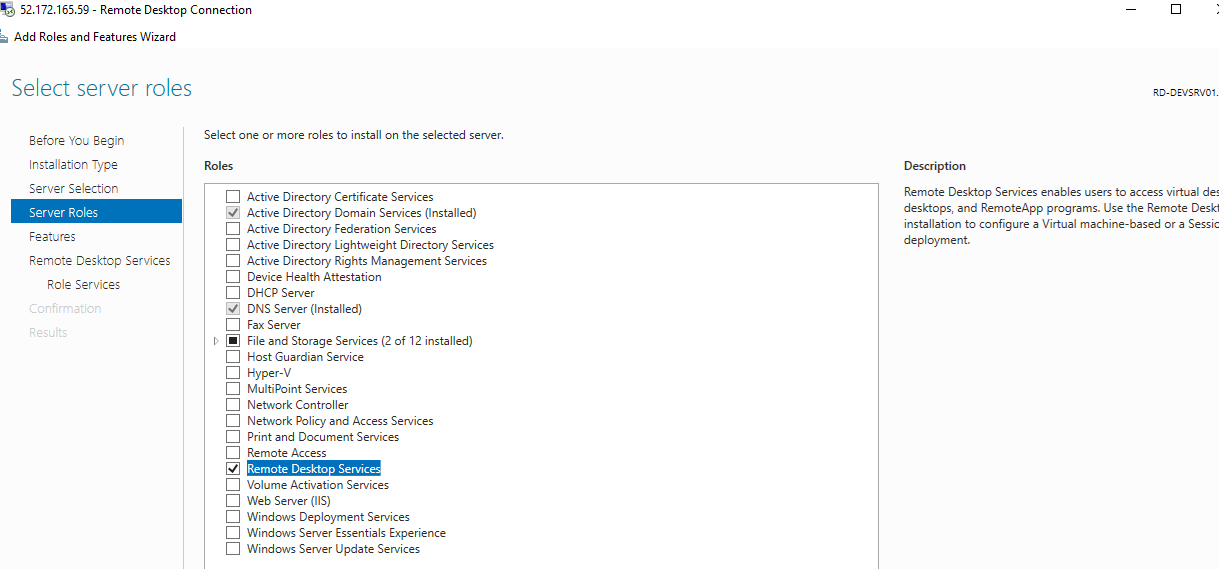 52.172.165.59 - Remote Desktop Connection
Add Roles and Features Wizard
Select server roles
RD-DEVSRV01.
Before You Begin
Installation Type
Server Selection
Server Roles
Features
Remote Desktop Services
Role Services
Confirmation
Results
Select one or more roles to install on the selected server.
Roles
Active Directory Certificate Services
Active Directory Domain Services (Installed)
Active Directory Federation Services
Active Directory Lightweight Directory Services
Active Directory Rights Management Services
Device Health Attestation
DHCP Server
DNS Server (Installed)
Fax Server
File and Storage Services (2 of 12 installed)
Host Guardian Service
Hyper-V
MultiPoint Services
Network Controller
Network Policy and Access Services
Print and Document Services
Remote Access
Remote Desktop Services
Volume Activation Services
Web Server (IIS)
Windows Deployment Services
Windows Server Essentials Experience
Windows Server Update Services
Description
Remote Desktop Services enables users to access virtual des
desktops, and RemoteApp programs. Use the Remote Deskt
installation to configure a Virtual machine-based or a Sessio
deployment.